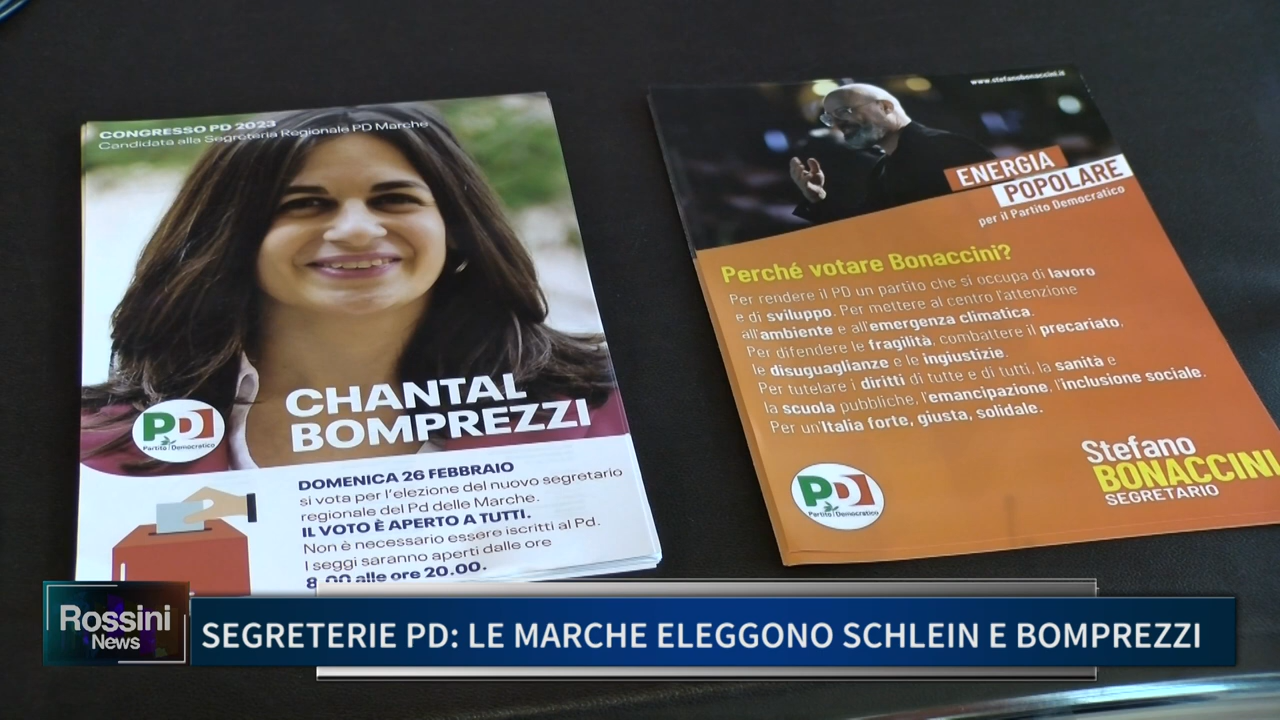 CONGRESSO PD 2023
Candidata alla Segreteria Regionale PD Marche
CHANTAL
BOMPREZZI
PD
Partito Democratico
DOMENICA 26 FEBBRAIO
si vota per l'elezione del nuovo segretario
regionale del Pd delle Marche.
IL VOTO È APERTO A TUTTI.
Non è necessario essere iscritti al Pd.
I seggi saranno aperti dalle ore
8.00 alle ore 20.00.
www.stefanobonaccini.it
ENERGIA
POPOLARE
per il Partito Democratico
Perché votare Bonaccini?
Per rendere il PD un partito che si occupa di lavoro
e di sviluppo. Per mettere al centro l'attenzione
all'ambiente e all'emergenza climatica.
Per difendere le fragilità, combattere il precariato,
le disuguaglianze e le ingiustizie.
Per tutelare i diritti di tutte e di tutti, la sanità e
la scuola pubbliche, l'emancipazione, l'inclusione sociale.
Per un'Italia forte, giusta, solidale.
PD
Partito Democratico
Stefano
BONACCINI
SEGRETARIO
Rossini
News
SEGRETERIE PD: LE MARCHE ELEGGONO SCHLEIN E BOMPREZZI